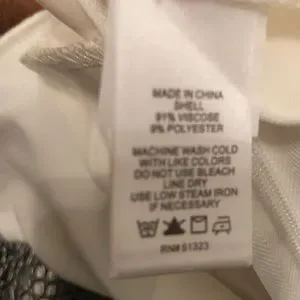 MADE IN CHINA
SHELL
91% VISCOSE
9% POLYESTER
MACHINE WASH COLD
WITH LIKE COLORS
DO NOT USE BLEACH
LINE DRY
USE LOW STEAM IRON
IF NECESSARY
RN# 51323